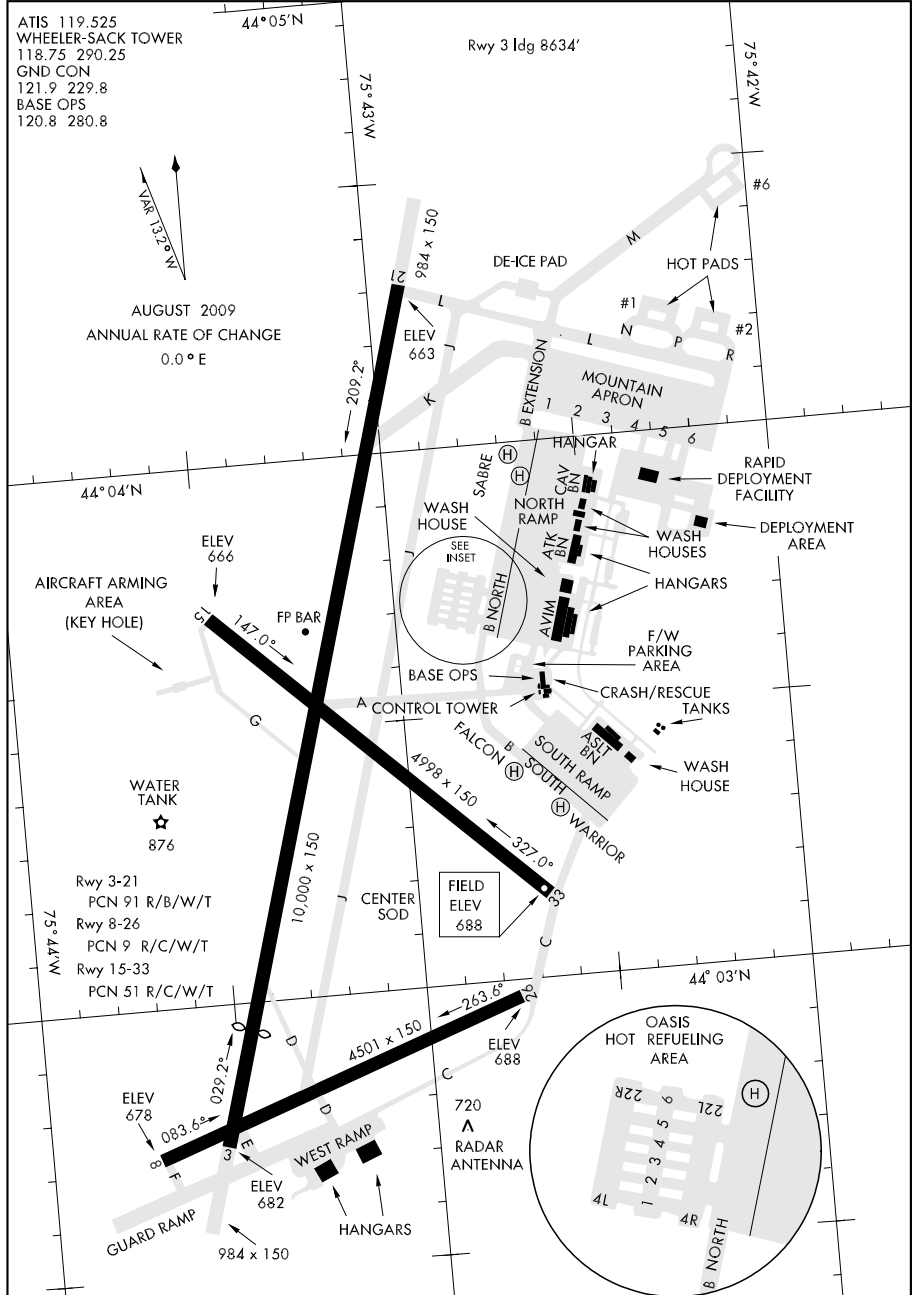 ATIS 119.525
WHEELER-SACK TOWER
118.75 290.25
GND CON
121.9 229.8
BASE OPS
120.8 280.8
44°05'N
Rwy 3 ldg 8634'
75°43'W
75°42'W
VAR 13.2° W
AUGUST 2009
ANNUAL RATE OF CHANGE
0.0° E
984 x 150
21
L
J
ELEV
663
DE-ICE PAD
M
#6
HOT PADS
#1
#2
L
N
P
R
K
209.2°
B EXTENSION
MOUNTAIN
APRON
1
2
3
4
5
6
44°04'N
SABRE
H
H
HANGAR
CAV
BN
NORTH
RAMP
RAPID
DEPLOYMENT
FACILITY
WASH
HOUSE
ATK
BN
WASH
HOUSES
DEPLOYMENT
AREA
ELEV
666
J
SEE
INSET
B NORTH
HANGARS
AIRCRAFT ARMING
AREA
(KEY HOLE)
15
147.0°
FP BAR
AVIM
F/W
PARKING
AREA
BASE OPS
CRASH/RESCUE
CONTROL TOWER
TANKS
A
G
FALCON
H
B SOUTH
SOUTH RAMP
ASLT
BN
WASH
HOUSE
H
WARRIOR
4998 x 150
327.0°
33
WATER
TANK
876
10,000 x 150
J
CENTER
SOD
FIELD
ELEV
688
Rwy 3-21
PCN 91 R/B/W/T
Rwy 8-26
PCN 9 R/C/W/T
Rwy 15-33
PCN 51 R/C/W/T
75°44'W
C
44°03'N
263.6°
26
ELEV
688
4501 x 150
D
029.2°
C
ELEV
678
083.6°
8
F
3
E
D
ELEV
682
WEST RAMP
720
RADAR
ANTENNA
HANGARS
GUARD RAMP
984 x 150
OASIS
HOT REFUELING
AREA
H
22R
22L
1 2 3 4 5 6
4L
4R
B NORTH